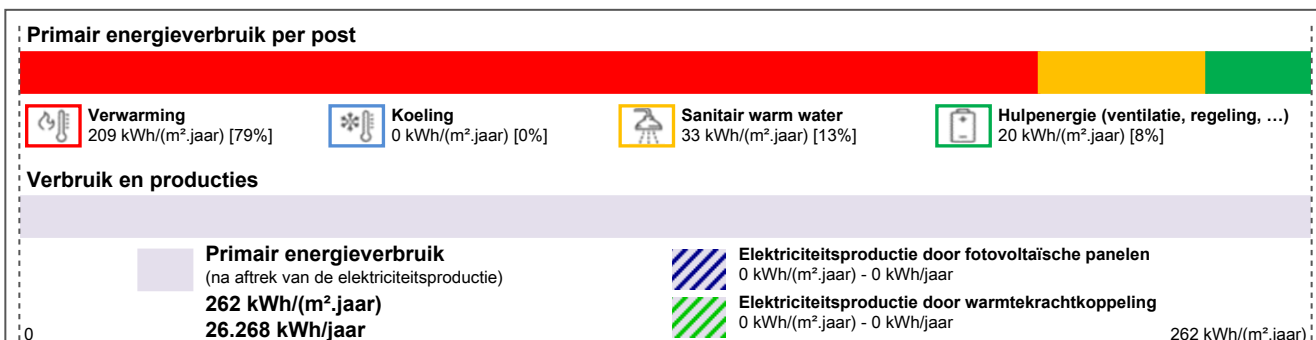 Primair energieverbruik per post
Verwarming
209 kWh/(m².jaar) [79%]
Koeling
0 kWh/(m².jaar) [0%]
Sanitair warm water
33 kWh/(m².jaar) [13%]
Hulpenergie (ventilatie, regeling, …)
20 kWh/(m².jaar) [8%]
Verbruik en producties
Primair energieverbruik
(na aftrek van de elektriciteitsproductie)
262 kWh/(m².jaar)
26.268 kWh/jaar
Elektriciteitsproductie door fotovoltaïsche panelen
0 kWh/(m².jaar) - 0 kWh/jaar
Elektriciteitsproductie door warmtekrachtkoppeling
0 kWh/(m².jaar) - 0 kWh/jaar
0
262 kWh/(m².jaar)